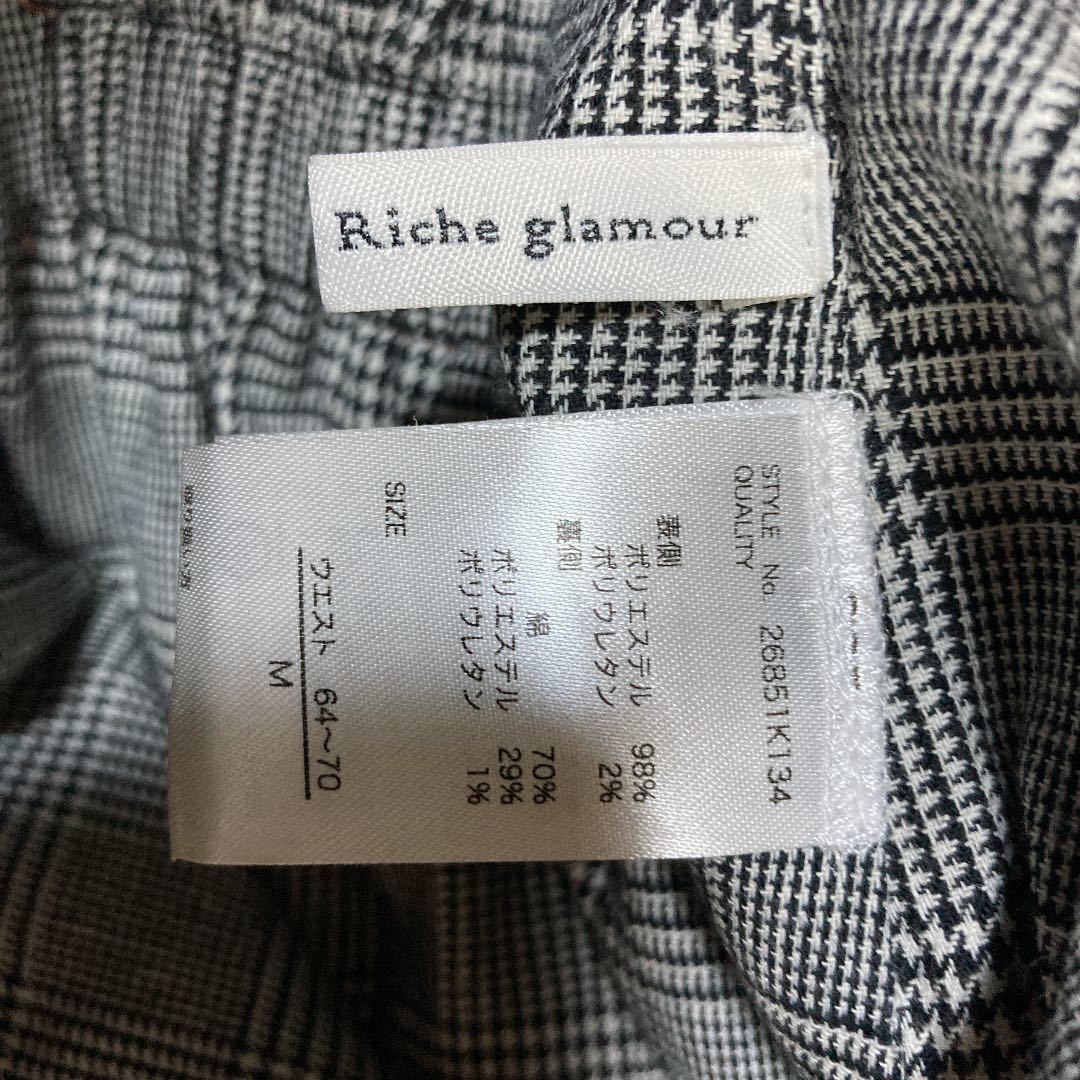 Riche glamour
STYLE No 26851K134
QUALITY
表側
ポリエステル 98%
ポリウレタン 2%
裏側
綿 70%
ポリエステル 29%
ポリウレタン 1%
SIZE
ウエスト 64～70
M